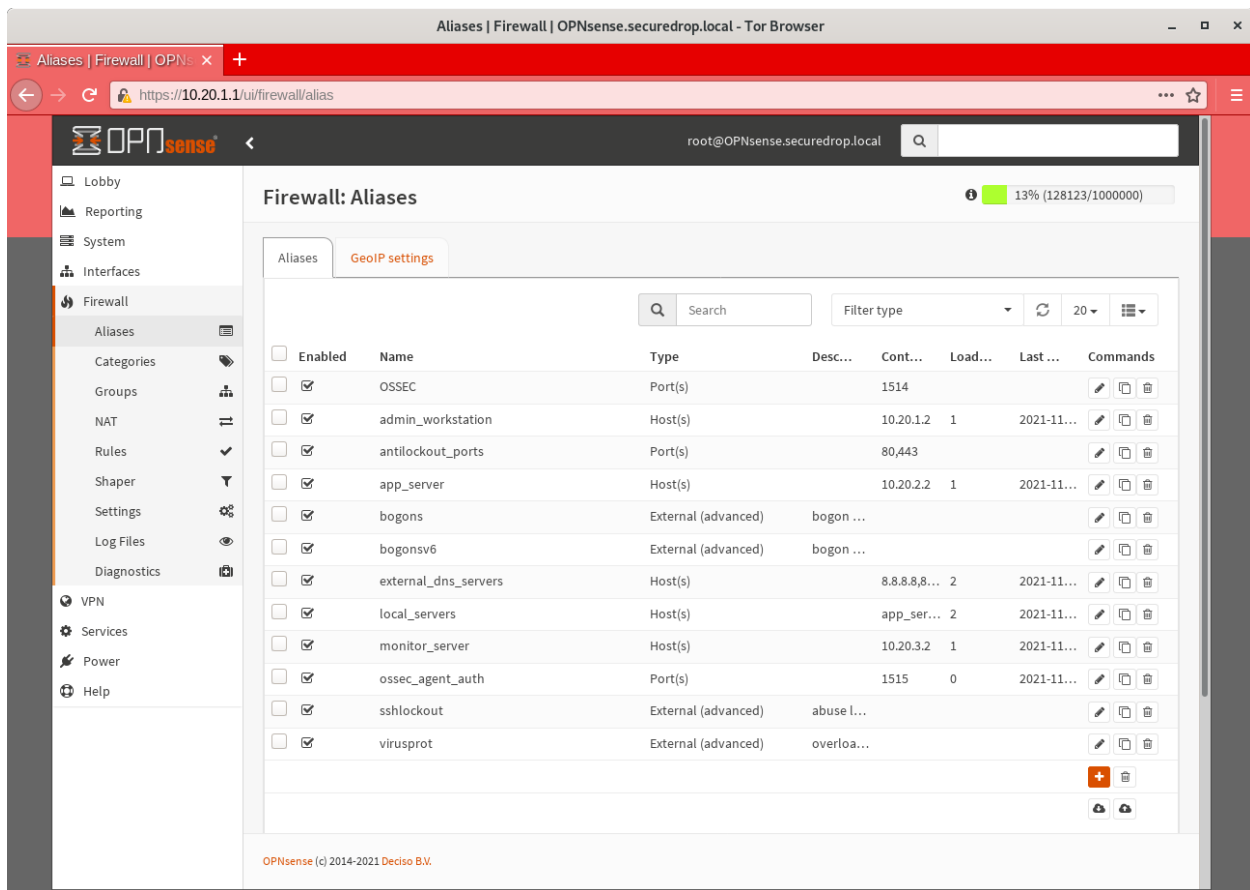 Aliases | Firewall | OPNsense.securedrop.local - Tor Browser
Aliases | Firewall | OPNs
https://10.20.1.1/ui/firewall/alias
OPNsense
root@OPNsense.securedrop.local
Lobby
Reporting
System
Interfaces
Firewall
Aliases
Categories
Groups
NAT
Rules
Shaper
Settings
Log Files
Diagnostics
VPN
Services
Power
Help
Firewall: Aliases
13% (128123/1000000)
Aliases GeoIP settings
Search Filter type 20
Enabled Name Type Desc... Cont... Load... Last ... Commands
OSSEC Port(s) 1514
admin_workstation Host(s) 10.20.1.2 1 2021-11...
antilockout_ports Port(s) 80,443
app_server Host(s) 10.20.2.2 1 2021-11...
bogons External (advanced) bogon ...
bogonsv6 External (advanced) bogon ...
external_dns_servers Host(s) 8.8.8.8,8... 2 2021-11...
local_servers Host(s) app_ser... 2 2021-11...
monitor_server Host(s) 10.20.3.2 1 2021-11...
ossec_agent_auth Port(s) 1515 0 2021-11...
sshlockout External (advanced) abuse l...
virusprot External (advanced) overloa...
OPNsense (c) 2014-2021 Deciso B.V.